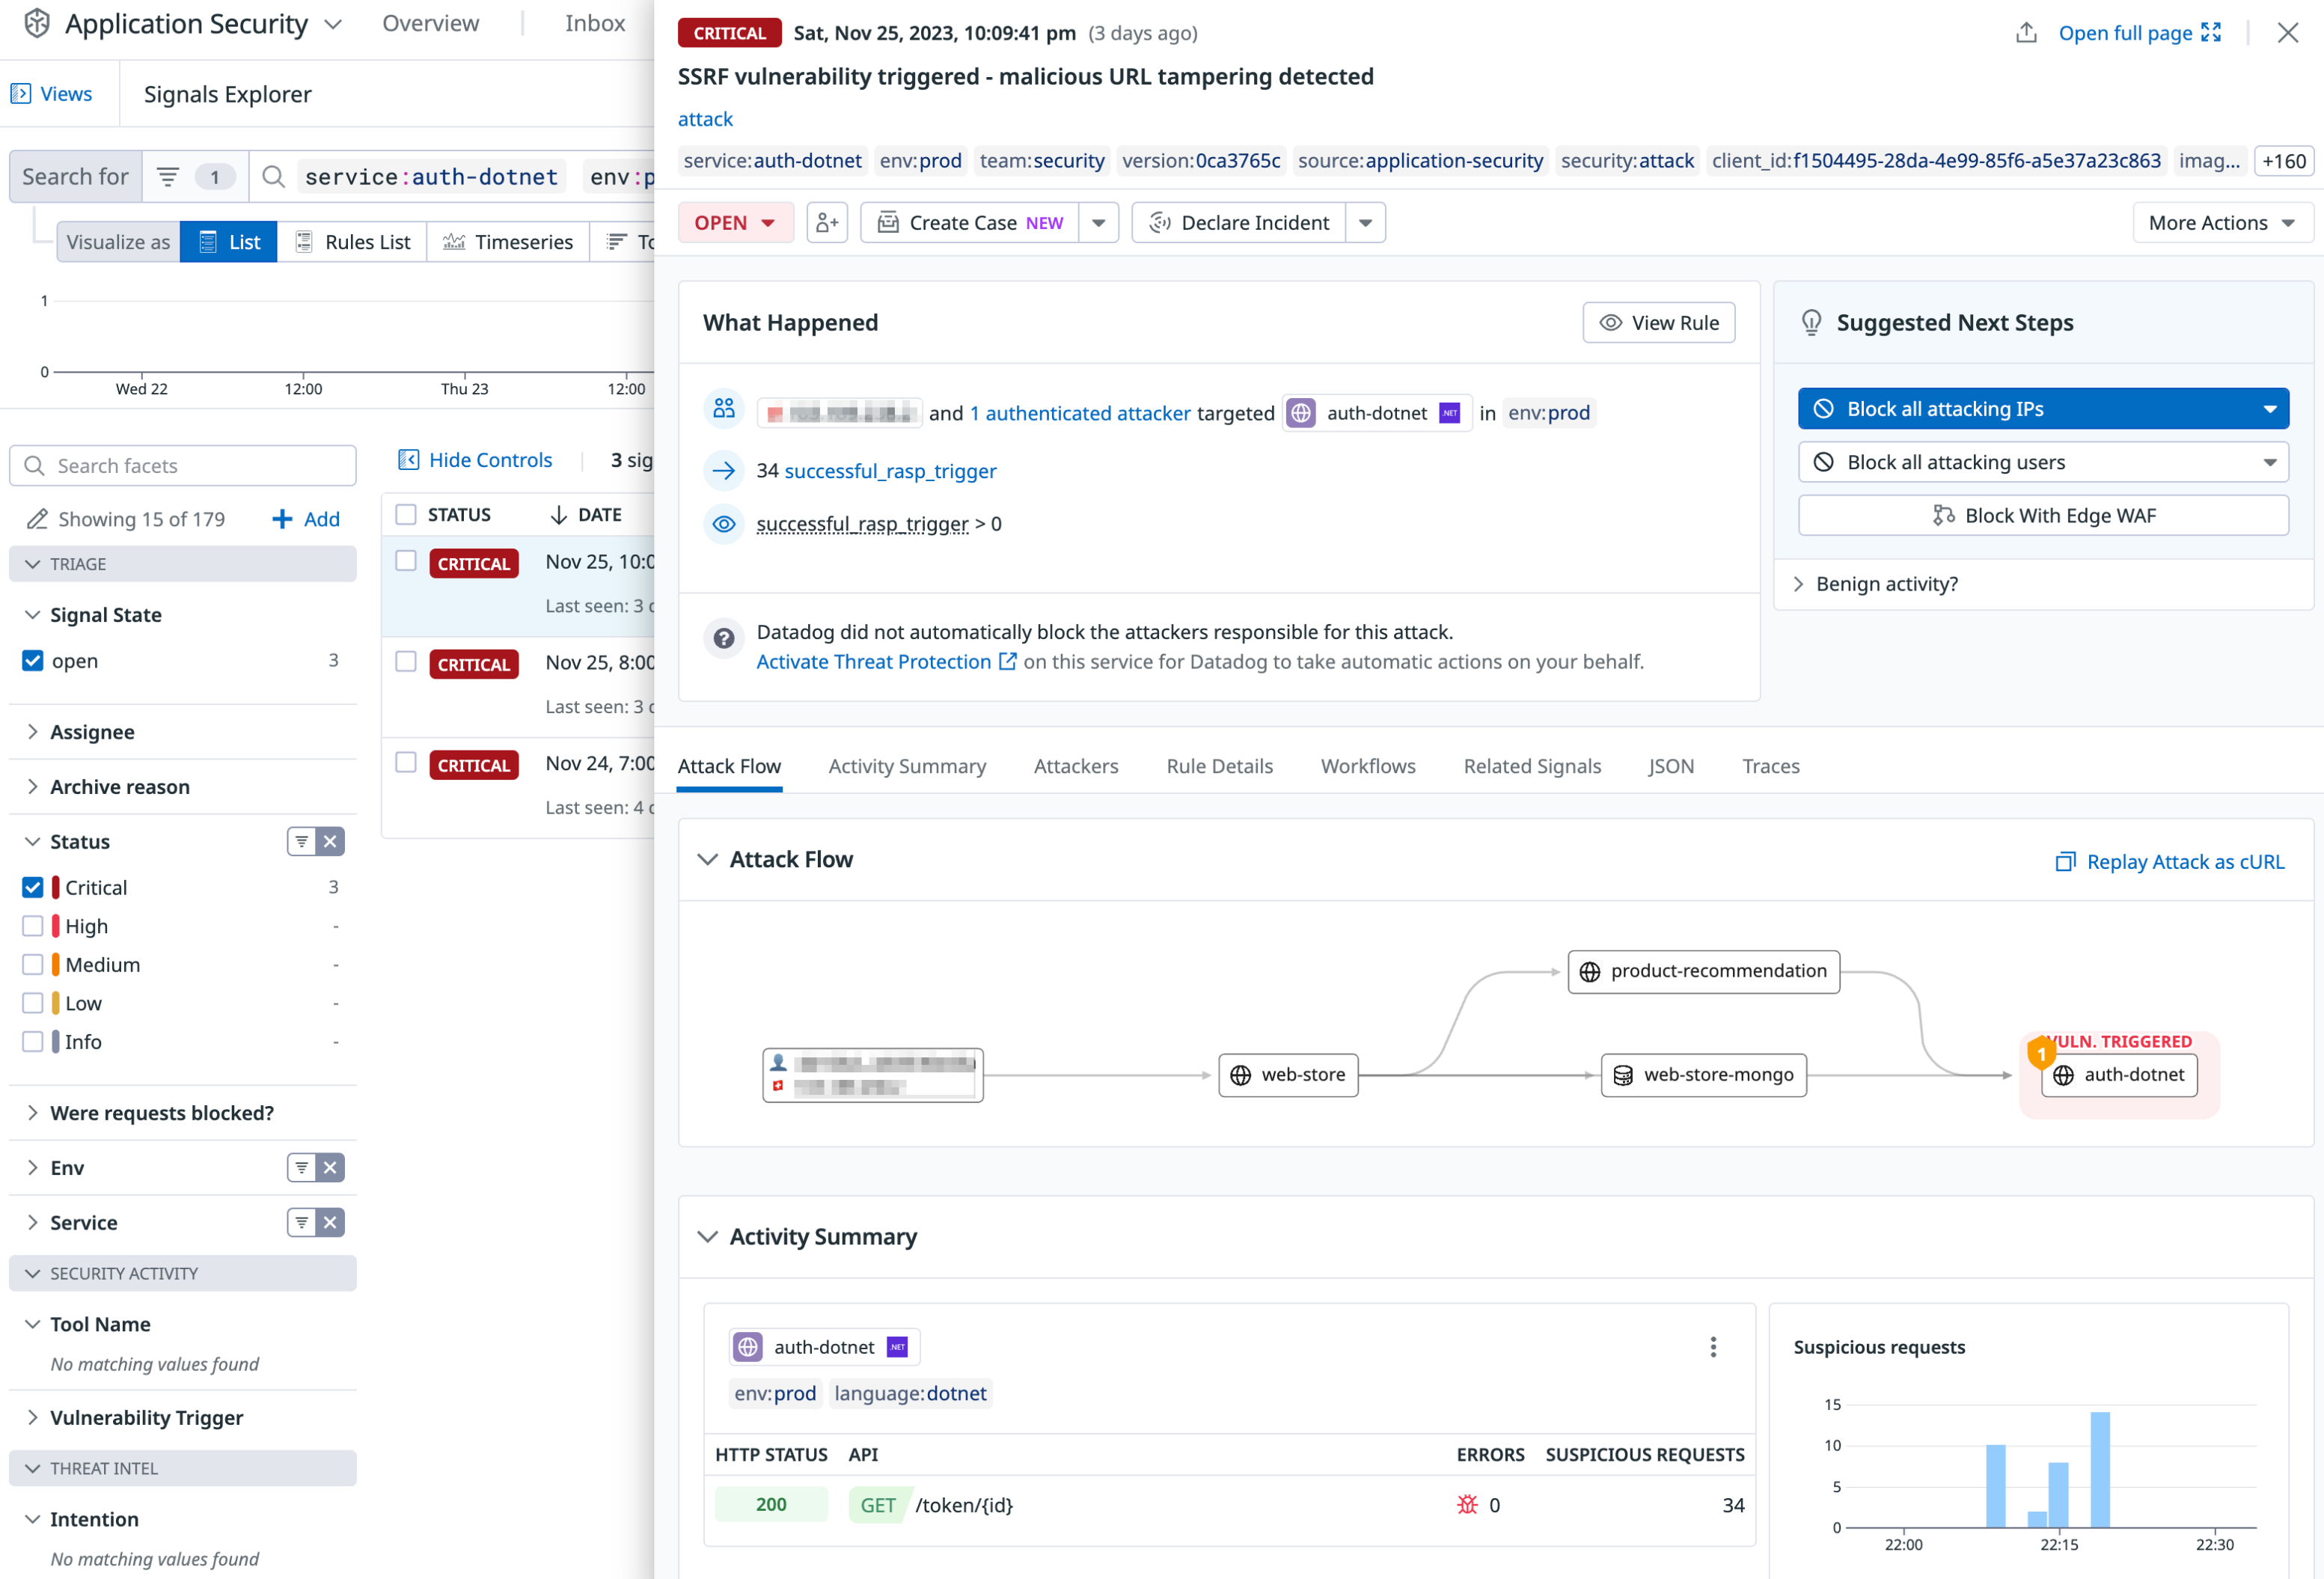 Application Security
Overview
Inbox
Views
Signals Explorer
Search for
1
service:auth-dotnet
env:p
Visualize as
List
Rules List
Timeseries
To
1
0
Wed 22
12:00
Thu 23
12:00
Search facets
Showing 15 of 179
Add
TRIAGE
Signal State
open
3
Assignee
Archive reason
Status
Critical
3
High
-
Medium
-
Low
-
Info
-
Were requests blocked?
Env
Service
SECURITY ACTIVITY
Tool Name
No matching values found
Vulnerability Trigger
THREAT INTEL
Intention
No matching values found
Hide Controls
3 sig
STATUS
DATE
CRITICAL
Nov 25, 10:0
Last seen: 3 d
CRITICAL
Nov 25, 8:00
Last seen: 3 d
CRITICAL
Nov 24, 7:00
Last seen: 4 d
CRITICAL
Sat, Nov 25, 2023, 10:09:41 pm (3 days ago)
Open full page
SSRF vulnerability triggered - malicious URL tampering detected
attack
service:auth-dotnet env:prod team:security version:0ca3765c source:application-security security:attack client_id:f1504495-28da-4e99-85f6-a5e37a23c863 imag... +160
OPEN
Create Case NEW
Declare Incident
More Actions
What Happened
View Rule
and 1 authenticated attacker targeted auth-dotnet .NET in env:prod
34 successful_rasp_trigger
successful_rasp_trigger > 0
Datadog did not automatically block the attackers responsible for this attack.
Activate Threat Protection on this service for Datadog to take automatic actions on your behalf.
Suggested Next Steps
Block all attacking IPs
Block all attacking users
Block With Edge WAF
Benign activity?
Attack Flow
Activity Summary
Attackers
Rule Details
Workflows
Related Signals
JSON
Traces
Attack Flow
Replay Attack as cURL
product-recommendation
web-store
web-store-mongo
VULN. TRIGGERED
1
auth-dotnet
Activity Summary
auth-dotnet .NET
env:prod language:dotnet
HTTP STATUS
API
ERRORS
SUSPICIOUS REQUESTS
200
GET /token/{id}
0
34
Suspicious requests
15
10
5
0
22:00
22:15
22:30